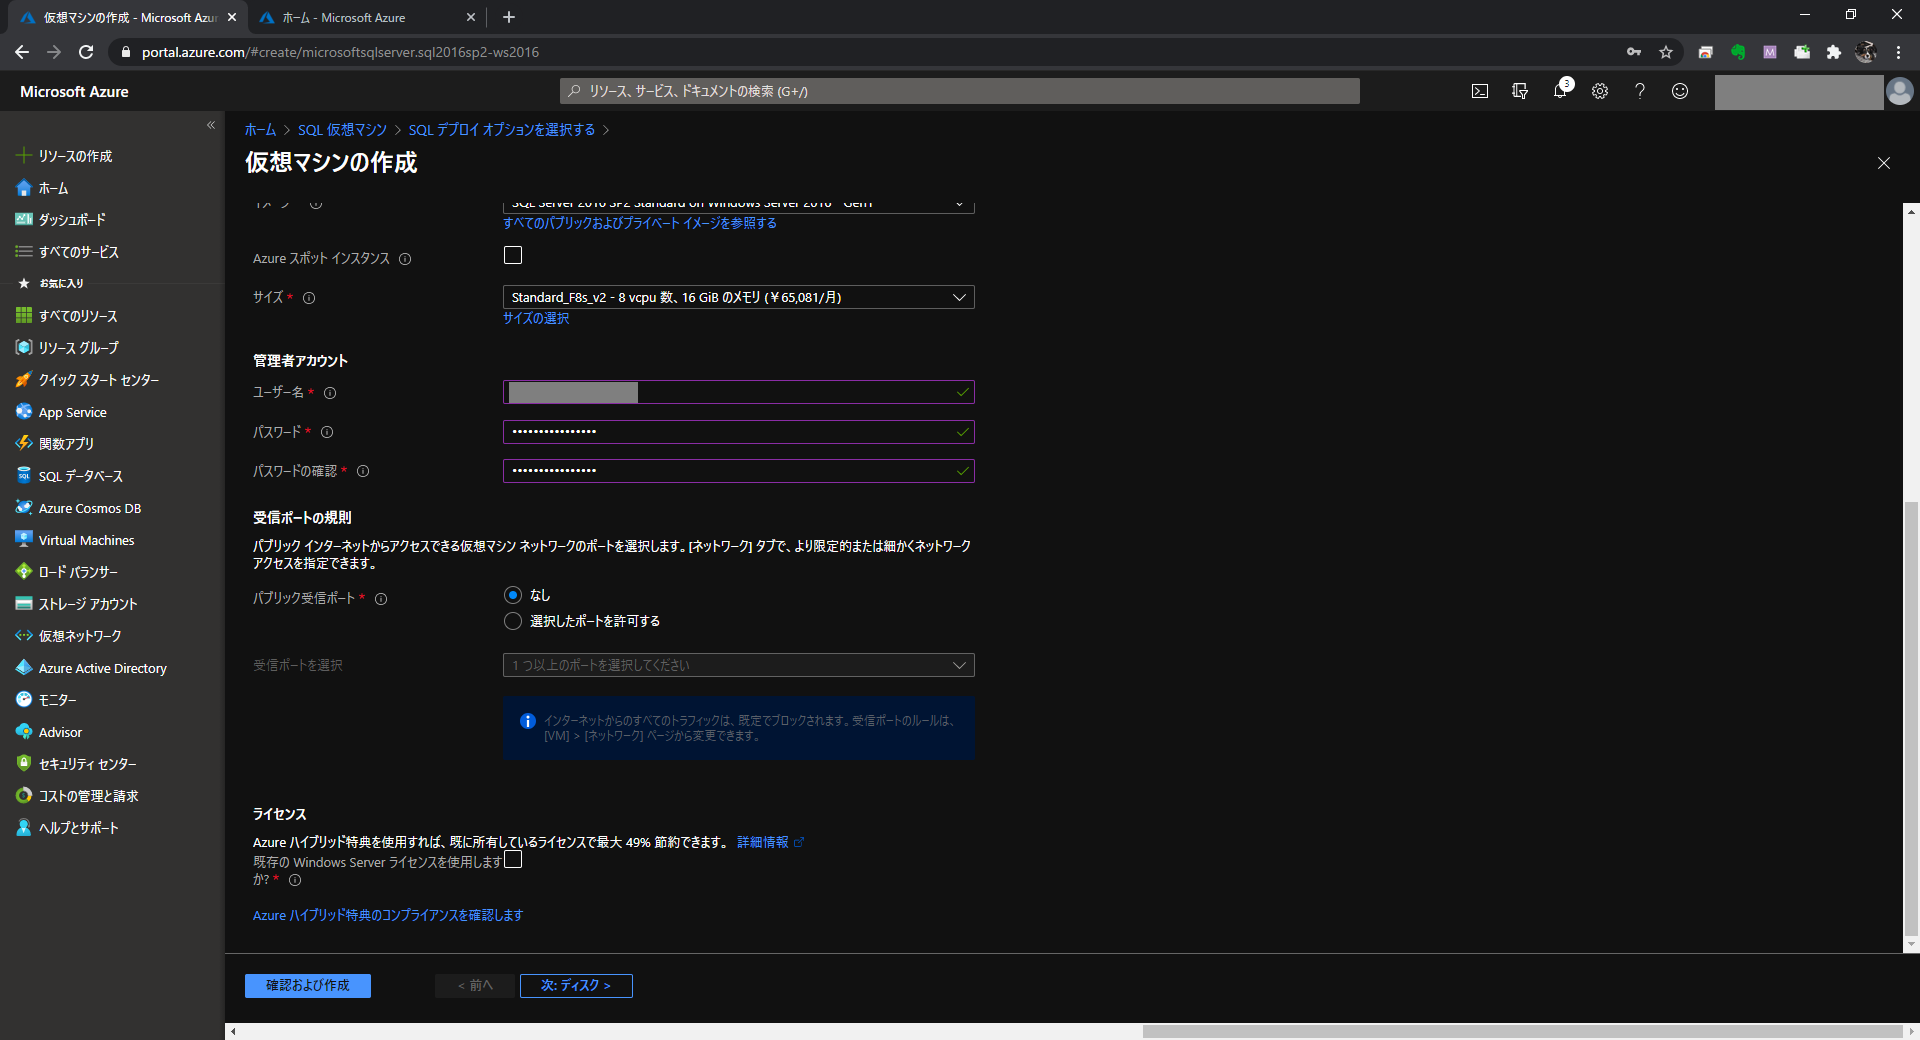 仮想マシンの作成 - Microsoft Azur
ホーム - Microsoft Azure
portal.azure.com/#create/microsoftsqlserver.sql2016sp2-ws2016
Microsoft Azure
リソース、サービス、ドキュメントの検索 (G+/)
3
リソースの作成
ホーム
ダッシュボード
すべてのサービス
お気に入り
すべてのリソース
リソース グループ
クイック スタート センター
App Service
関数アプリ
SQL データベース
Azure Cosmos DB
Virtual Machines
ロード バランサー
ストレージ アカウント
仮想ネットワーク
Azure Active Directory
モニター
Advisor
セキュリティ センター
コストの管理と請求
ヘルプとサポート
ホーム > SQL 仮想マシン > SQL デプロイ オプションを選択する >
仮想マシンの作成
イメージ
SQL Server 2016 SP2 Standard on Windows Server 2016 - Gen1
すべてのパブリックおよびプライベート イメージを参照する
Azure スポット インスタンス
サイズ *
Standard_F8s_v2 - 8 vcpu 数、16 GiB のメモリ (￥65,081/月)
サイズの選択
管理者アカウント
ユーザー名 *
パスワード *
••••••••••••••••
パスワードの確認 *
••••••••••••••••
受信ポートの規則
パブリック インターネットからアクセスできる仮想マシン ネットワークのポートを選択します。[ネットワーク] タブで、より限定的または細かくネットワーク
アクセスを指定できます。
パブリック受信ポート *
なし
選択したポートを許可する
受信ポートを選択
1 つ以上のポートを選択してください
インターネットからのすべてのトラフィックは、既定でブロックされます。受信ポートのルールは、
[VM] > [ネットワーク] ページから変更できます。
ライセンス
Azure ハイブリッド特典を使用すれば、既に所有しているライセンスで最大 49% 節約できます。 詳細情報
既存の Windows Server ライセンスを使用します
か? *
Azure ハイブリッド特典のコンプライアンスを確認します
確認および作成
< 前へ
次: ディスク >